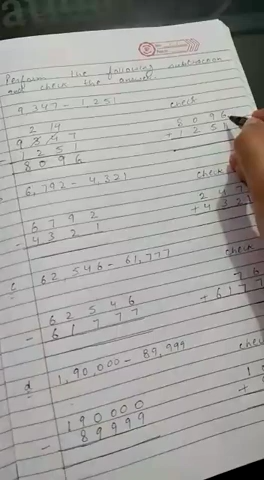 Perform the following subtraction
and check the answer.
9,347 - 1,251
check
2 14
9 3 4 7
- 1 2 5 1
8 0 9 6
8 0 9 6
+ 1 2 5 1
6,792 - 4,321
check
6 7 9 2
- 4 3 2 1
2 4 7
+ 4 3 2 1
c 62,546 - 61,777
check
6 2 5 4 6
- 6 1 7 7 7
7 6
+ 6 1 7 7
d 1,90,000 - 89,999
che
1 9 0 0 0 0
- 8 9 9 9 9
1
+